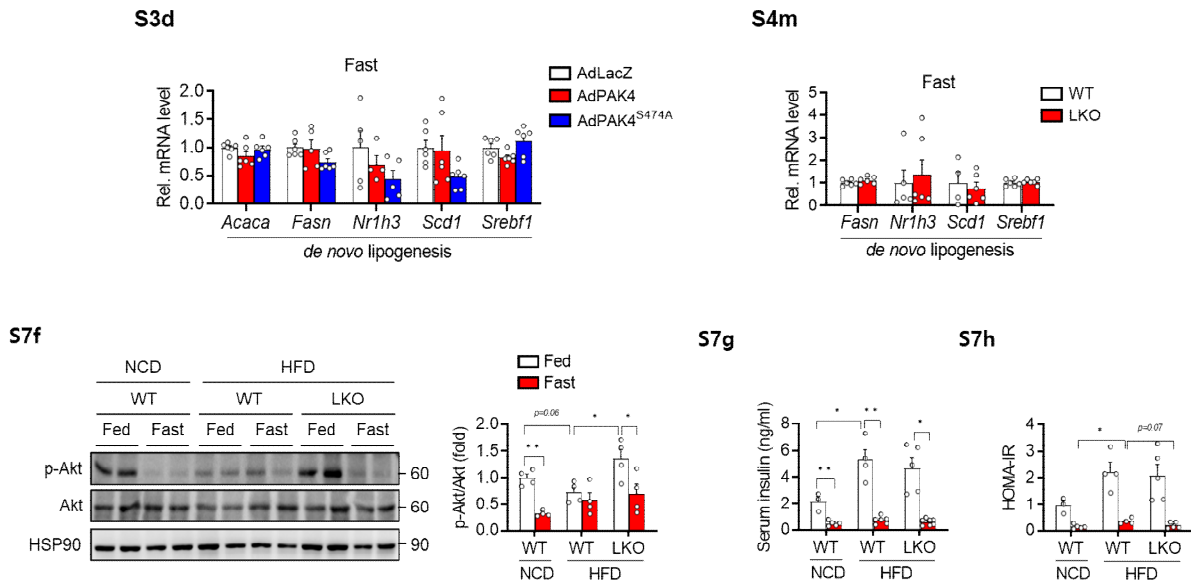 S3d
Fast
AdLacZ
AdPAK4
AdPAK4S474A
Rel. mRNA level
2.0
1.5
1.0
0.5
0
Acaca Fasn Nr1h3 Scd1 Srebf1
de novo lipogenesis
S4m
Fast
WT
LKO
Rel. mRNA level
5
4
3
2
1
0
Fasn Nr1h3 Scd1 Srebf1
de novo lipogenesis
S7f
NCD HFD
WT WT LKO
Fed Fast Fed Fast Fed Fast
p-Akt 60
Akt 60
HSP90 90
Fed
Fast
p-Akt/Akt (fold)
2.0
1.5
1.0
0.5
0.0
p=0.06
* *
*
*
WT WT LKO
NCD HFD
S7g
Serum insulin (ng/ml)
8
6
4
2
0
* *
*
* *
*
WT WT LKO
NCD HFD
S7h
HOMA-IR
4
3
2
1
0
*
p=0.07
WT WT LKO
NCD HFD